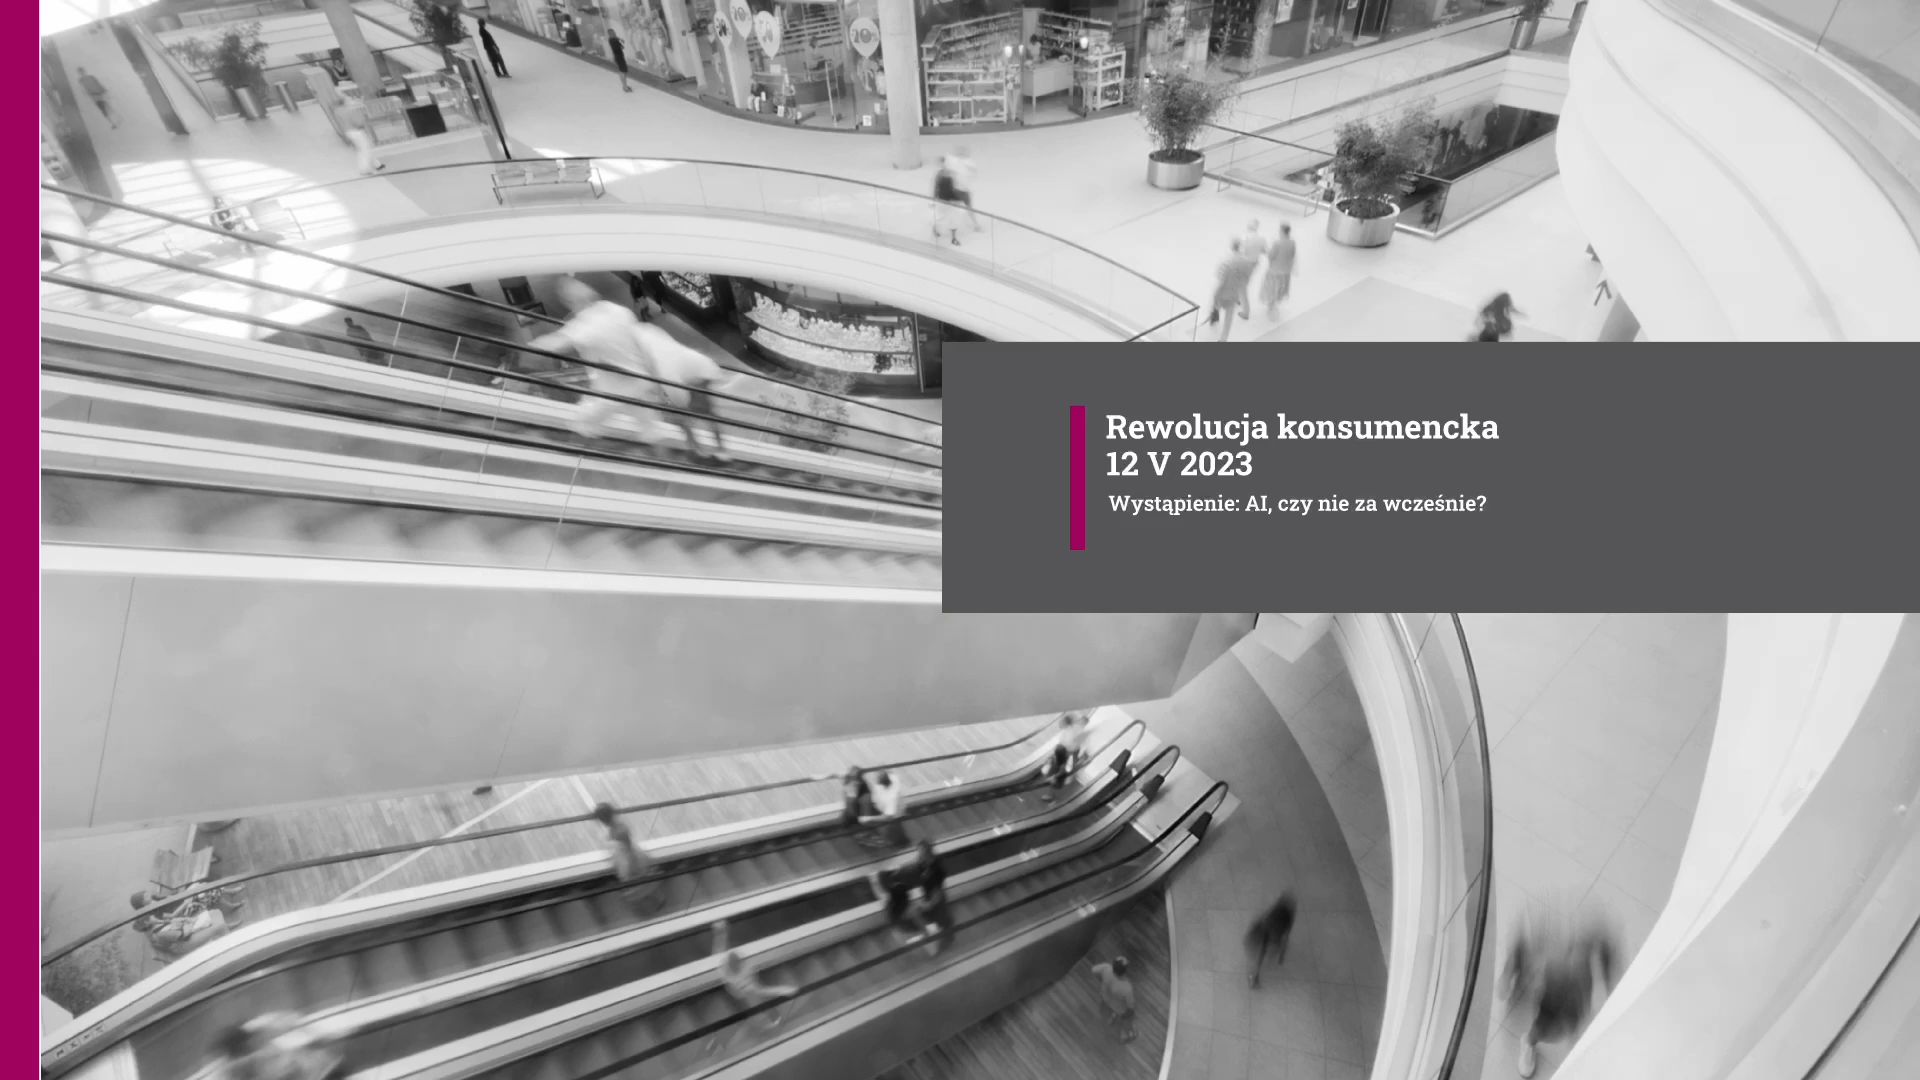 Rewolucja konsumencka
12 V 2023
Wystąpienie: AI, czy nie za wcześnie?